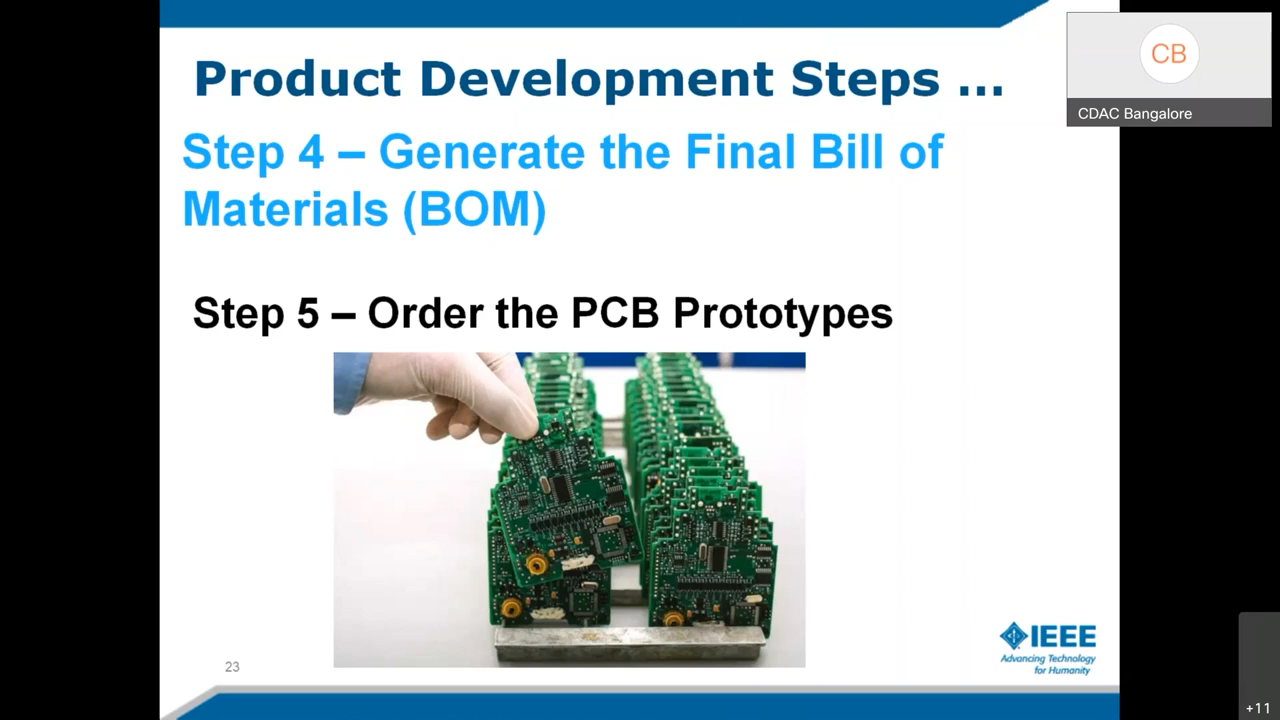 Product Development Steps ...
CB
CDAC Bangalore
Step 4 – Generate the Final Bill of
Materials (BOM)
Step 5 – Order the PCB Prototypes
IEEE
Advancing Technology
for Humanity
23
+11